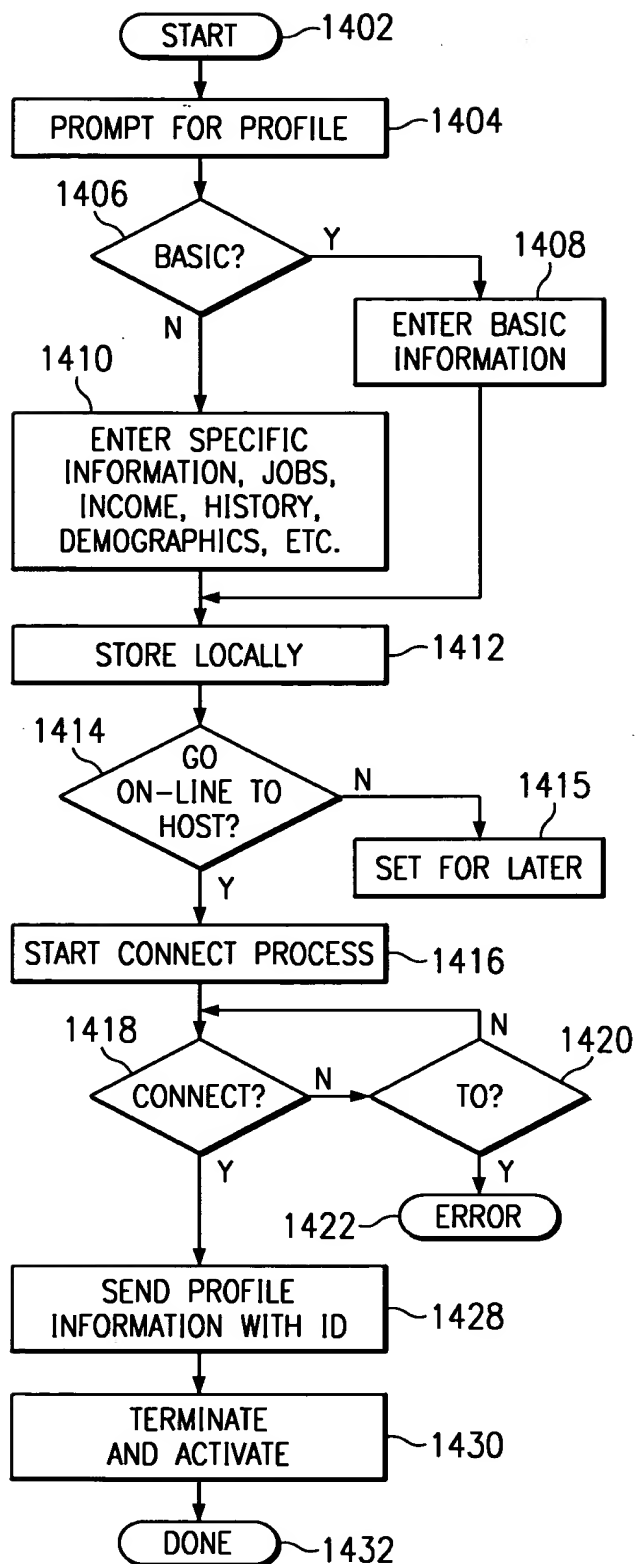 START
1402
PROMPT FOR PROFILE
1404
1406
BASIC?
Y
N
1408
ENTER BASIC
INFORMATION
1410
ENTER SPECIFIC
INFORMATION, JOBS,
INCOME, HISTORY,
DEMOGRAPHICS, ETC.
STORE LOCALLY
1412
1414
GO
ON-LINE TO
HOST?
N
Y
1415
SET FOR LATER
START CONNECT PROCESS
1416
1418
CONNECT?
N
Y
N
1420
TO?
Y
1422
ERROR
SEND PROFILE
INFORMATION WITH ID
1428
TERMINATE
AND ACTIVATE
1430
DONE
1432